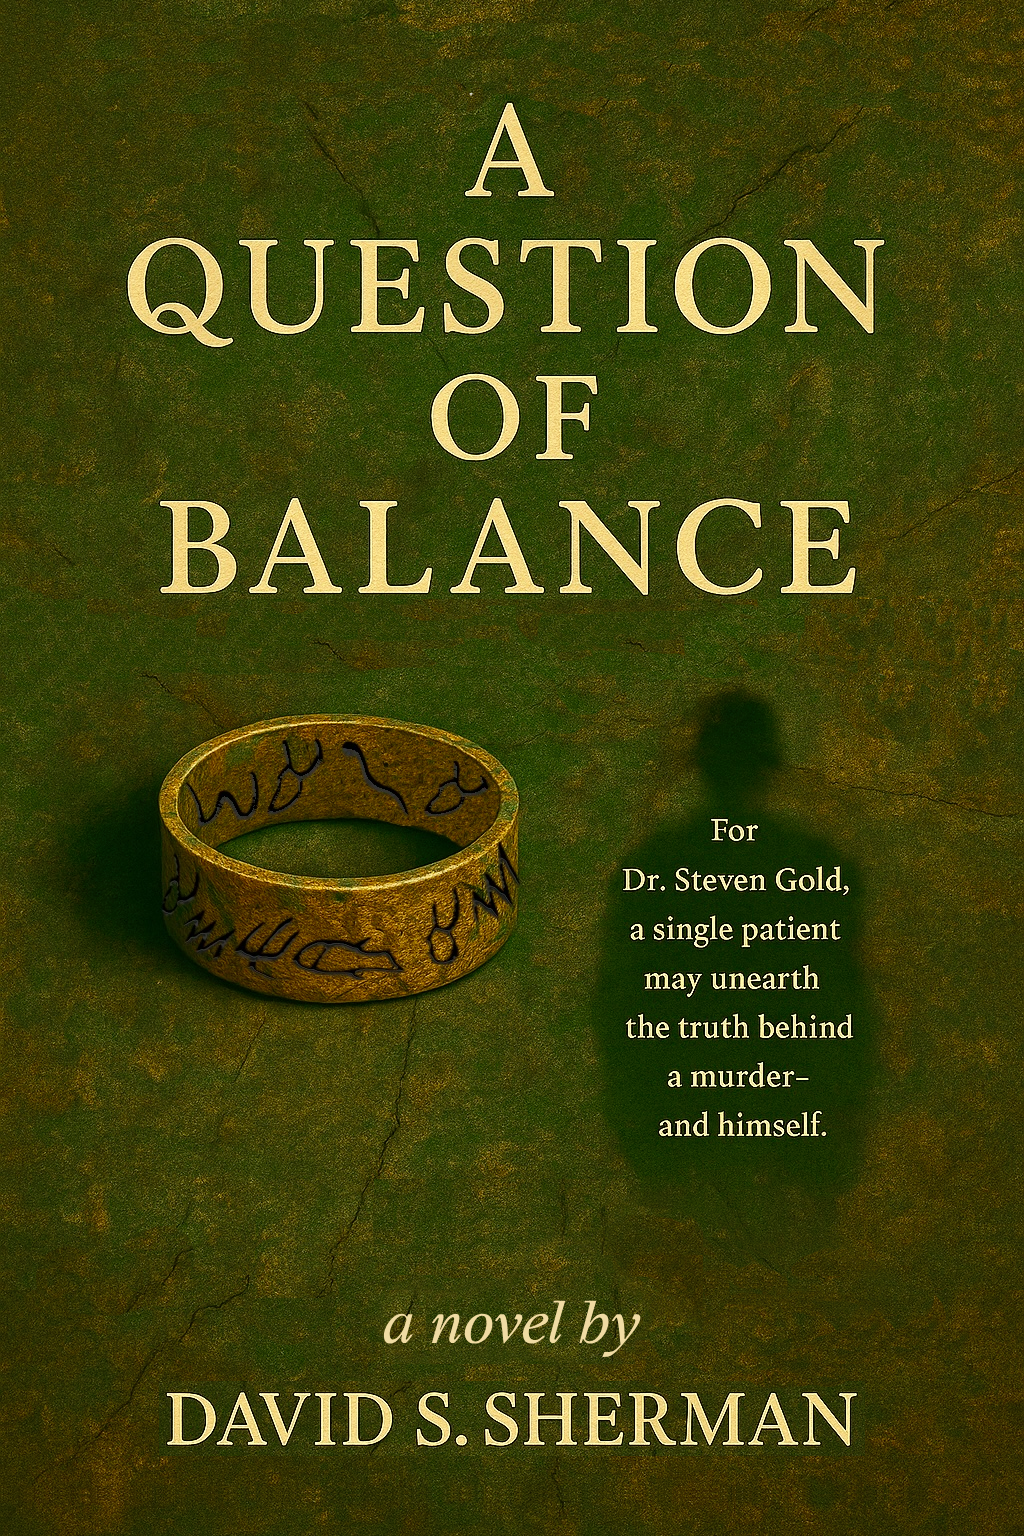 A
QUESTION
OF
BALANCE
For
Dr. Steven Gold,
a single patient
may unearth
the truth behind
a murder–
and himself.
a novel by
DAVID S. SHERMAN